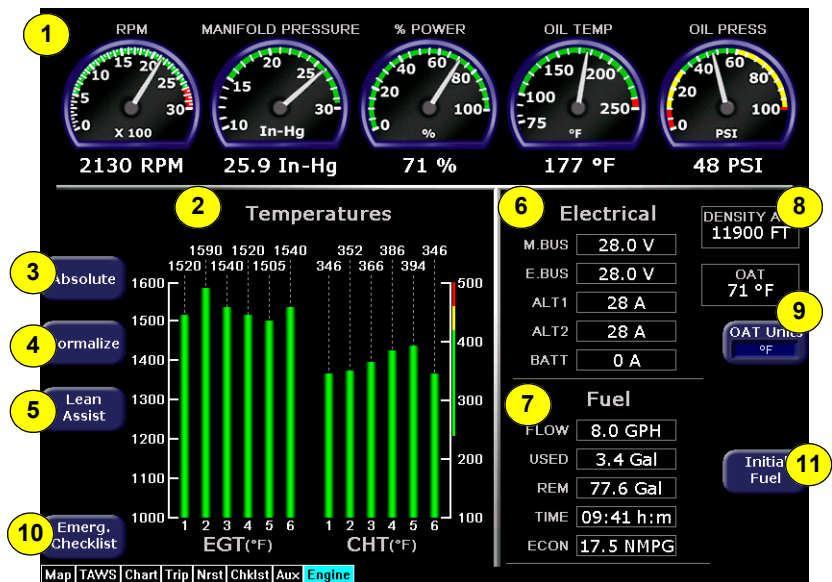 1
RPM
MANIFOLD PRESSURE
% POWER
OIL TEMP
OIL PRESS
0 5 10 15 20 25 30
X 100
10 15 20 25 30
In-Hg
0 20 40 60 80 100
%
75 100 150 200 250
°F
0 20 40 60 80 100
PSI
2130 RPM
25.9 In-Hg
71 %
177 °F
48 PSI
2
Temperatures
3
Absolute
4
ormalize
5
Lean
Assist
10
Emerg.
Checklist
1590 1520 1540
1520 1540 1505
352 386 346
346 366 394
1600
1500
1400
1300
1200
1100
1000
500
400
300
200
100
1 2 3 4 5 6
EGT(°F)
1 2 3 4 5 6
CHT(°F)
6
Electrical
M.BUS 28.0 V
E.BUS 28.0 V
ALT1 28 A
ALT2 28 A
BATT 0 A
7
Fuel
FLOW 8.0 GPH
USED 3.4 Gal
REM 77.6 Gal
TIME 09:41 h:m
ECON 17.5 NMPG
8
DENSITY A
11900 FT
OAT
71 °F
9
OAT Units
°F
11
Initial
Fuel
Map TAWS Chart Trip Nrst Chklst Aux Engine